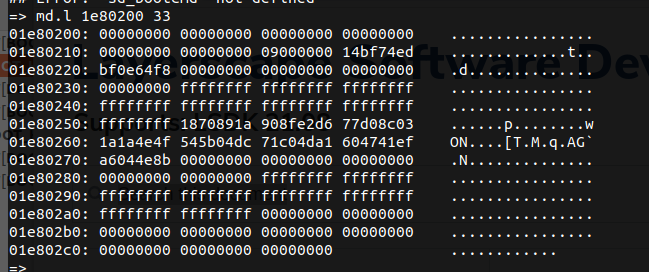 ## Error: "sd_bootcmd" not defined
=> md.l 1e80200 33
01e80200: 00000000 00000000 00000000 00000000    ................
01e80210: 00000000 00000000 09000000 14bf74ed    .............t..
01e80220: bf0e64f8 00000000 00000000 00000000    .d..............
01e80230: 00000000 ffffffff ffffffff ffffffff    ................
01e80240: ffffffff ffffffff ffffffff ffffffff    ................
01e80250: ffffffff 1870891a 908fe2d6 77d08c03    ......p........w
01e80260: 1a1a4e4f 545b04dc 71c04da1 604741ef    ON....[T.M.q.AG`
01e80270: a6044e8b 00000000 00000000 00000000    .N..............
01e80280: 00000000 00000000 ffffffff ffffffff    ................
01e80290: ffffffff ffffffff ffffffff ffffffff    ................
01e802a0: ffffffff ffffffff 00000000 00000000    ................
01e802b0: 00000000 00000000 00000000 00000000    ................
01e802c0: 00000000 00000000 00000000    ............
=>